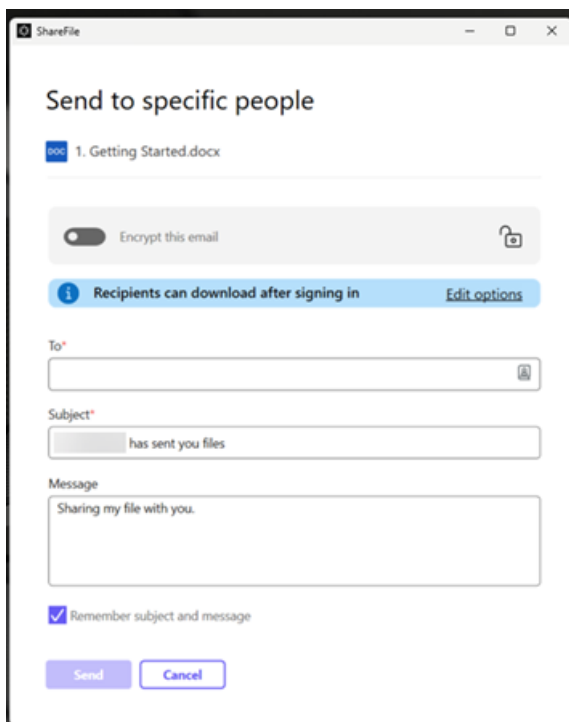 ShareFile
Send to specific people
DOC 1. Getting Started.docx
Encrypt this email
Recipients can download after signing in Edit options
To*
Subject*
has sent you files
Message
Sharing my file with you.
Remember subject and message
Send Cancel